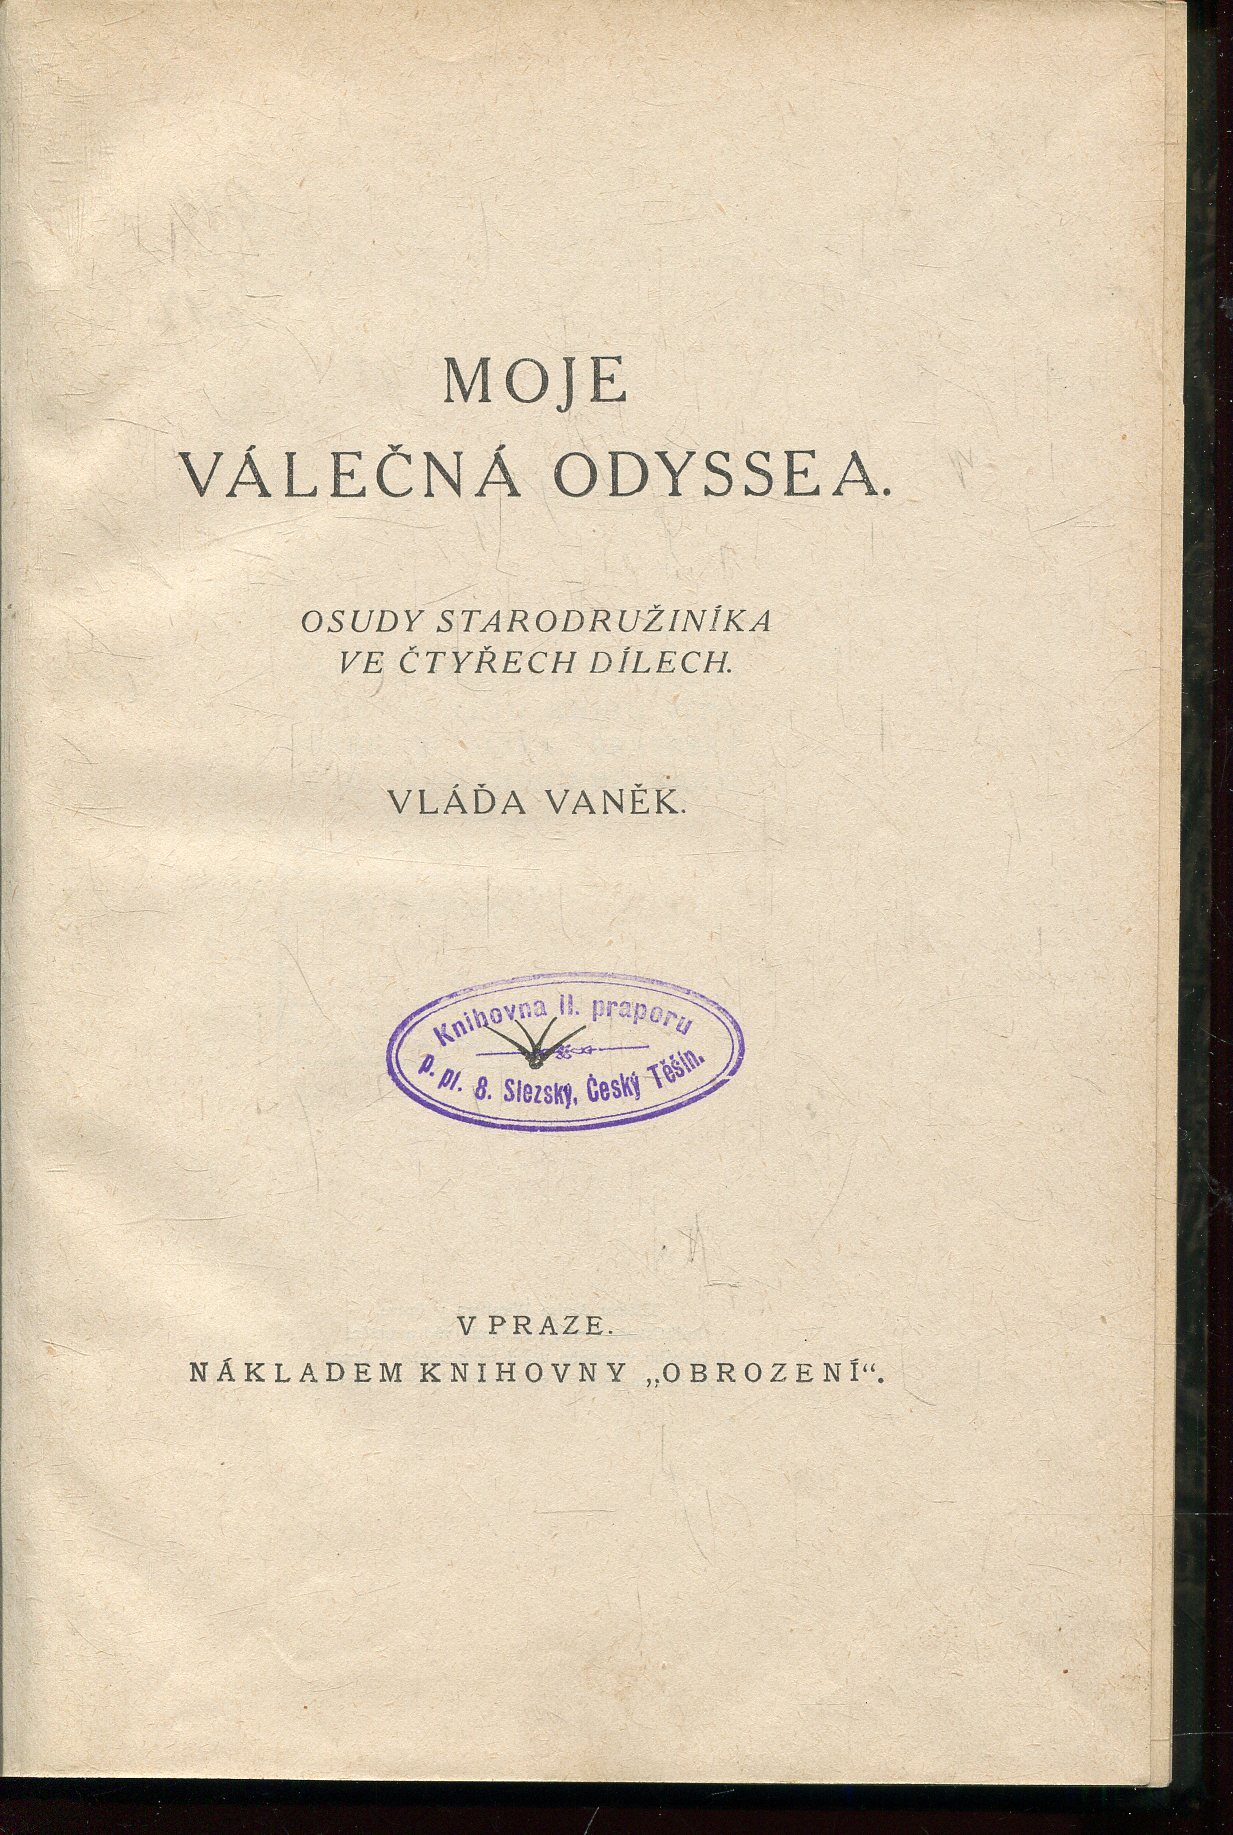 MOJE
VÁLEČNÁ ODYSSEA.
OSUDY STARODRUŽINÍKA
VE ČTYŘECH DÍLECH.
VLÁĎA VANĚK.
Knihovna II. praporu
p. pl. 8. Slezský, Český Těšín.
V PRAZE.
NÁKLADEM KNIHOVNY „OBROZENÍ“.